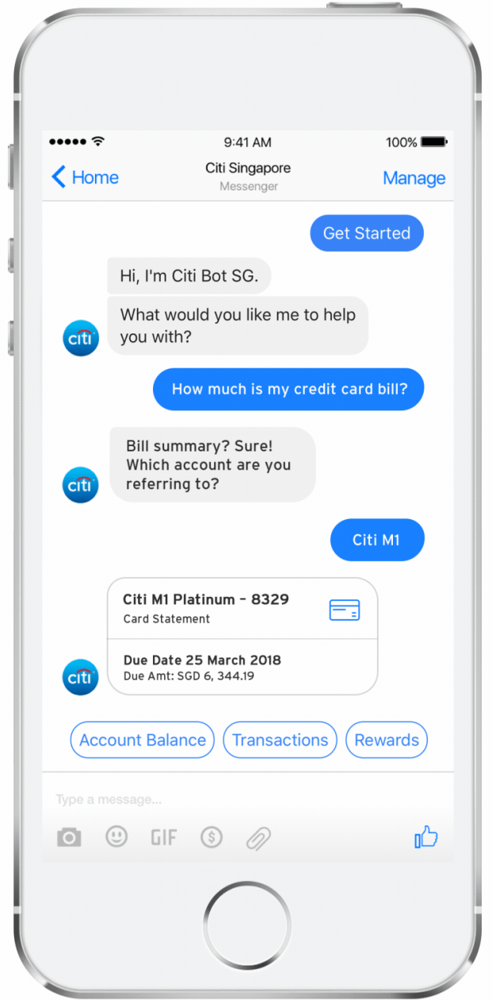 9:41 AM
100%
Home
Citi Singapore
Messenger
Manage
Get Started
Hi, I'm Citi Bot SG.
What would you like me to help
you with?
citi
How much is my credit card bill?
Bill summary? Sure!
Which account are you
referring to?
citi
Citi M1
Citi M1 Platinum – 8329
Card Statement
Due Date 25 March 2018
Due Amt: SGD 6, 344.19
citi
Account Balance
Transactions
Rewards
Type a message...
GIF
$